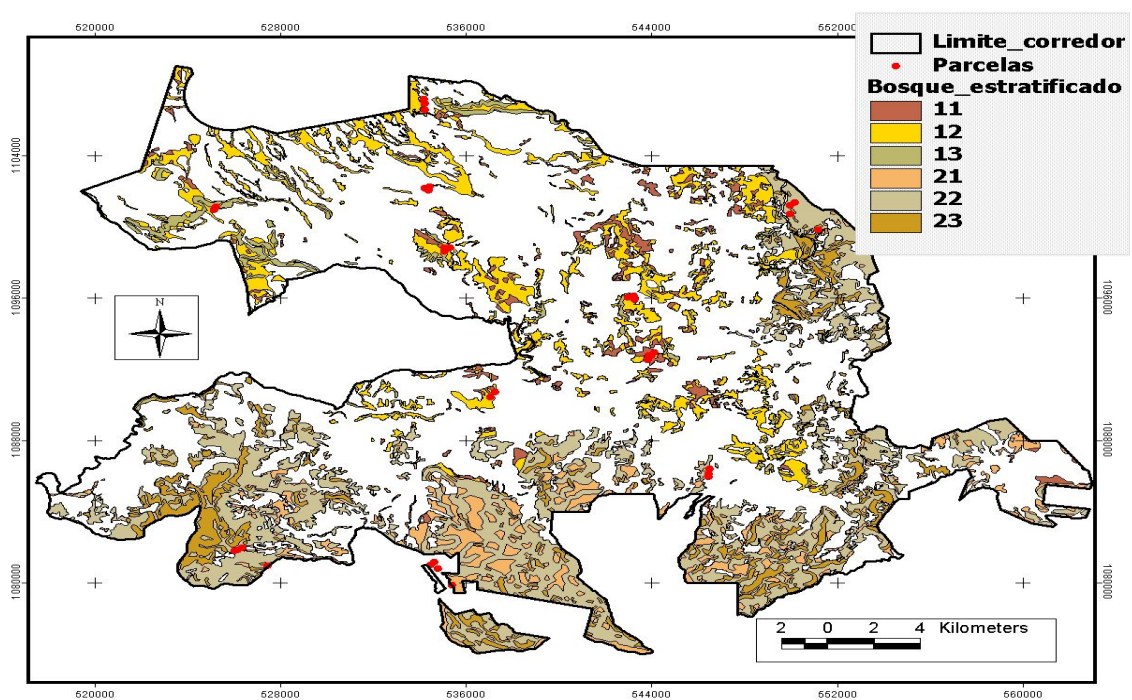 520000 528000 536000 544000 552000
Limite_corredor
Parcelas
Bosque_estratificado
11
12
13
21
22
23
1104000
1096000 1096000
N
1088000 1088000
1080000 1080000
2 0 2 4 Kilometers
520000 528000 536000 544000 552000 560000